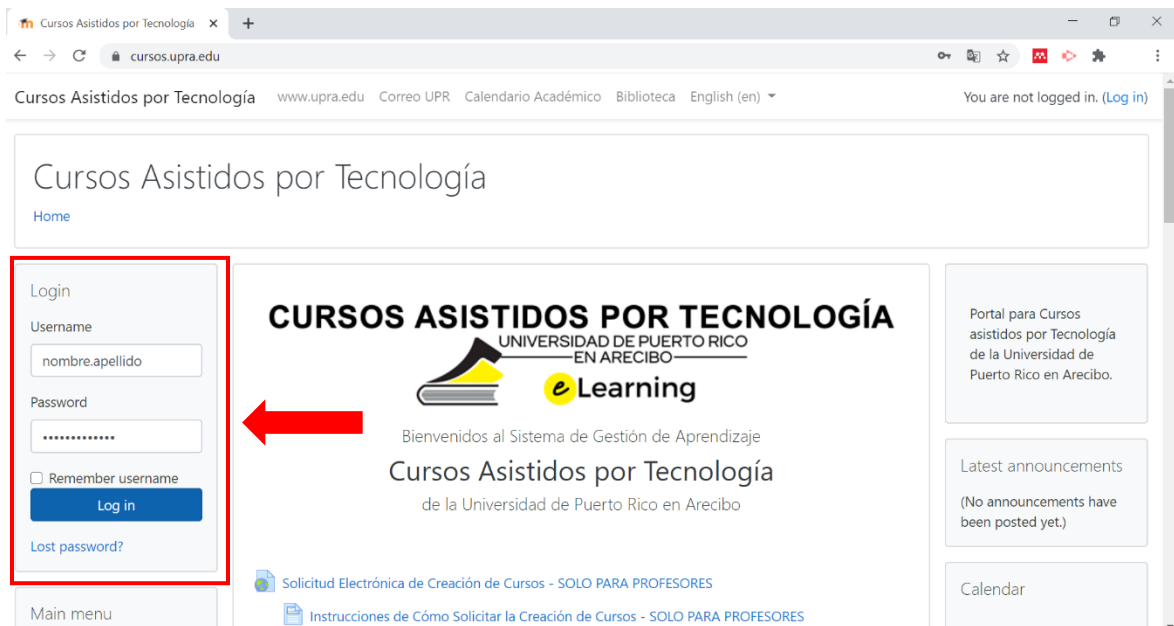 Cursos Asistidos por Tecnología
cursos.upra.edu
Cursos Asistidos por Tecnología www.upra.edu Correo UPR Calendario Académico Biblioteca English (en) You are not logged in. (Log in)
Cursos Asistidos por Tecnología
Home
Login
Username
nombre.apellido
Password
•••••••••••••
Remember username
Log in
Lost password?
Main menu
CURSOS ASISTIDOS POR TECNOLOGÍA
UNIVERSIDAD DE PUERTO RICO
EN ARECIBO
eLearning
Bienvenidos al Sistema de Gestión de Aprendizaje
Cursos Asistidos por Tecnología
de la Universidad de Puerto Rico en Arecibo
Solicitud Electrónica de Creación de Cursos - SOLO PARA PROFESORES
Instrucciones de Cómo Solicitar la Creación de Cursos - SOLO PARA PROFESORES
Portal para Cursos
asistidos por Tecnología
de la Universidad de
Puerto Rico en Arecibo.
Latest announcements
(No announcements have
been posted yet.)
Calendar